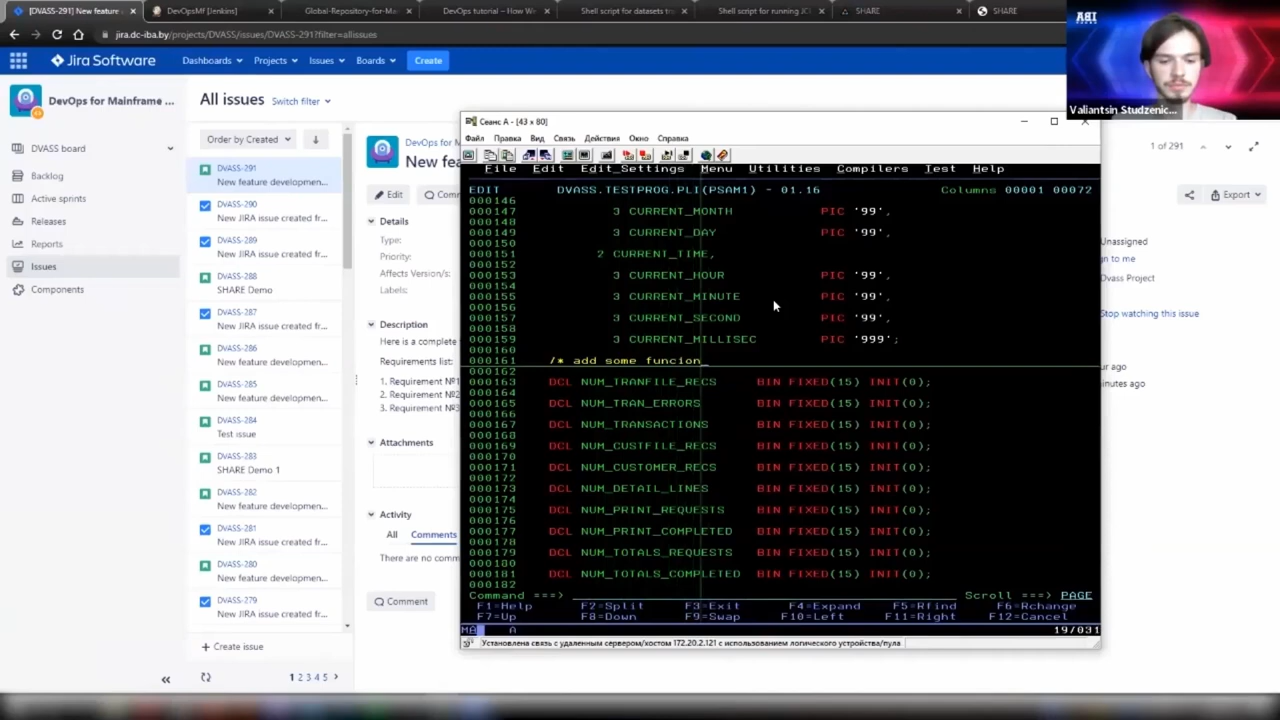 [DVASS-291] New feature
DevOpsMf [Jenkins]
Global-Repository-for-Ma
DevOps tutorial – How We
Shell script for datasets tr
Shell script for running JC
SHARE
SHARE
jira.dc-iba.by/projects/DVASS/issues/DVASS-291?filter=allissues
IBA
Valiantsin Studzenic...
Jira Software
Dashboards
Projects
Issues
Boards
Create
DevOps for Mainframe ...
DVASS board
Backlog
Active sprints
Releases
Reports
Issues
Components
All issues
Switch filter
Order by Created
DVASS-291
New feature developmen..
DVASS-290
New JIRA issue created fr...
DVASS-289
New JIRA issue created fr...
DVASS-288
SHARE Demo
DVASS-287
New JIRA issue created fr...
DVASS-286
New feature developmen..
DVASS-285
New feature developmen..
DVASS-284
Test issue
DVASS-283
SHARE Demo 1
DVASS-282
New feature developmen..
DVASS-281
New JIRA issue created fr...
DVASS-280
New feature developmen..
DVASS-279
New JIRA issue created fr...
+ Create issue
1 2 3 4 5
DevOps for M
New fea
Edit
Comm
Details
Type:
Priority:
Affects Version/s:
Labels:
Description
Here is a complete
Requirements list:
1. Requirement №1
2. Requirement №2
3. Requirement №3
Attachments
Activity
All
Comments
There are no comm
Comment
1 of 291
Export
Unassigned
gn to me
Dvass Project
Stop watching this issue
ur ago
inutes ago
Сеанс A - [43 x 80]
Файл Правка Вид Связь Действия Окно Справка
File Edit Edit_Settings Menu Utilities Compilers Test Help
EDIT DVASS.TESTPROG.PLI(PSAM1) - 01.16 Columns 00001 00072
000146
000147 3 CURRENT_MONTH PIC '99',
000148
000149 3 CURRENT_DAY PIC '99',
000150
000151 2 CURRENT_TIME,
000152
000153 3 CURRENT_HOUR PIC '99',
000154
000155 3 CURRENT_MINUTE PIC '99',
000156
000157 3 CURRENT_SECOND PIC '99',
000158
000159 3 CURRENT_MILLISEC PIC '999';
000160
000161 /* add some funcion_
000162
000163 DCL NUM_TRANFILE_RECS BIN FIXED(15) INIT(0);
000164
000165 DCL NUM_TRAN_ERRORS BIN FIXED(15) INIT(0);
000166
000167 DCL NUM_TRANSACTIONS BIN FIXED(15) INIT(0);
000168
000169 DCL NUM_CUSTFILE_RECS BIN FIXED(15) INIT(0);
000170
000171 DCL NUM_CUSTOMER_RECS BIN FIXED(15) INIT(0);
000172
000173 DCL NUM_DETAIL_LINES BIN FIXED(15) INIT(0);
000174
000175 DCL NUM_PRINT_REQUESTS BIN FIXED(15) INIT(0);
000176
000177 DCL NUM_PRINT_COMPLETED BIN FIXED(15) INIT(0);
000178
000179 DCL NUM_TOTALS_REQUESTS BIN FIXED(15) INIT(0);
000180
000181 DCL NUM_TOTALS_COMPLETED BIN FIXED(15) INIT(0);
000182
Command ===> Scroll ===> PAGE
F1=Help F2=Split F3=Exit F4=Expand F5=Rfind F6=Rchange
F7=Up F8=Down F9=Swap F10=Left F11=Right F12=Cancel
MA A 19/031
Установлена связь с удаленным сервером/хостом 172.20.2.121 с использованием логического устройства/пула